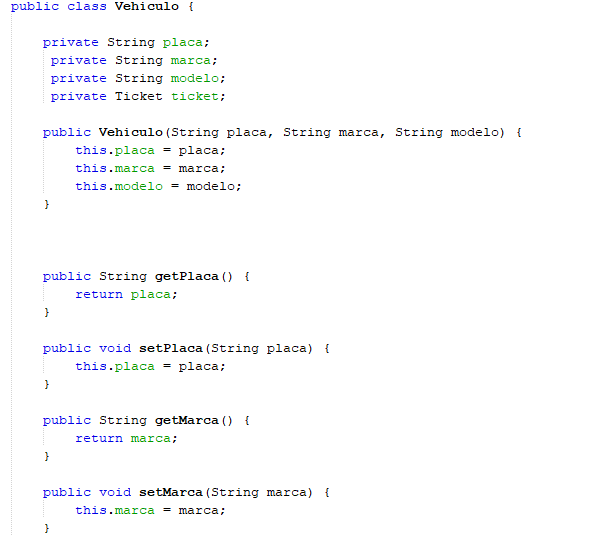 public class Vehiculo {
private String placa;
private String marca;
private String modelo;
private Ticket ticket;
public Vehiculo(String placa, String marca, String modelo) {
this.placa = placa;
this.marca = marca;
this.modelo = modelo;
}
public String getPlaca() {
return placa;
}
public void setPlaca(String placa) {
this.placa = placa;
}
public String getMarca() {
return marca;
}
public void setMarca(String marca) {
this.marca = marca;
}